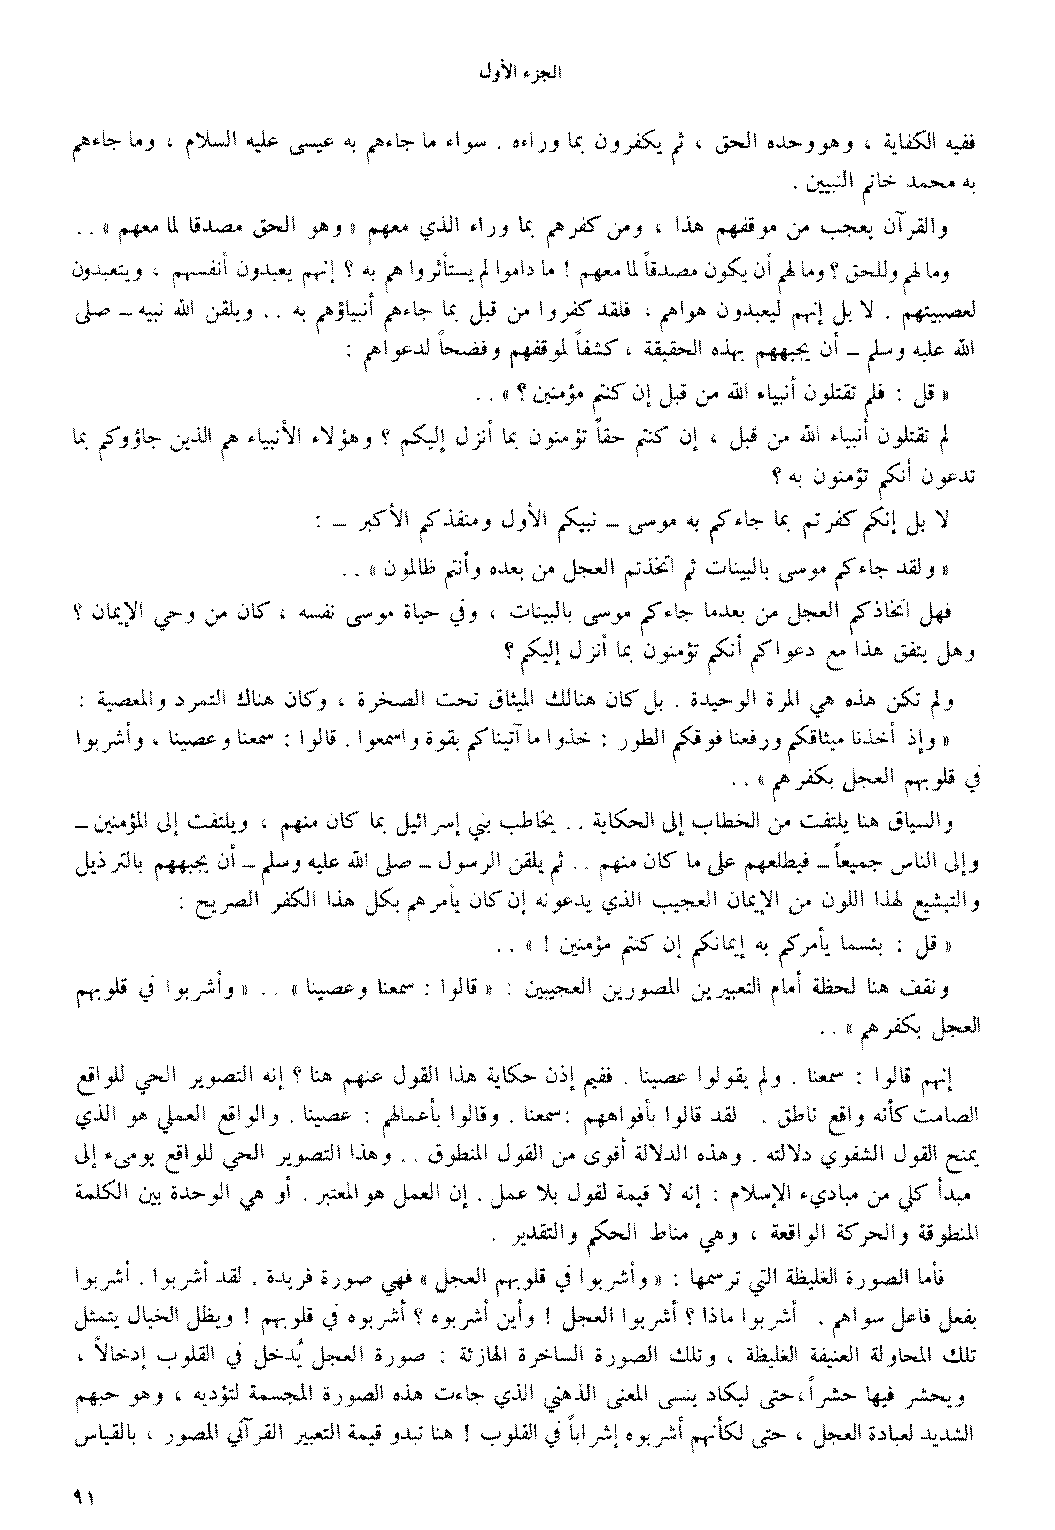 الجزء الأول
ففيه الكفاية ، وهو وحده الحق ، ثم يكفرون بما وراءه . سواء ما جاءهم به عيسى عليه السلام ، وما جاءهم
به محمد خاتم النبيين .
والقرآن يعجب من موقفهم هذا ، ومن كفرهم بما وراء الذي معهم « وهو الحق مصدقا لما معهم » . .
وما لهم وللحق ؟ وما لهم أن يكون مصدقاً لما معهم ! ما داموا لم يستأثروا هم به ؟ إنهم يعبدون أنفسهم ، ويتعبدون
لعصبيتهم . لا بل إنهم ليعبدون هواهم ، فلقد كفروا من قبل بما جاءهم أنبياؤهم به . . ويلقن الله نبيه – صلى
الله عليه وسلم – أن يجبههم بهذه الحقيقة ، كشفاً لموقفهم وفضحاً لدعواهم :
« قل : فلم تقتلون أنبياء الله من قبل إن كنتم مؤمنين ؟ » . .
لم تقتلون أنبياء الله من قبل ، إن كنتم حقاً تؤمنون بما أنزل إليكم ؟ وهؤلاء الأنبياء هم الذين جاؤوكم بما
تدعون أنكم تؤمنون به ؟
لا بل إنكم كفرتم بما جاءكم به موسى – نبيكم الأول ومنقذكم الأكبر – :
« ولقد جاءكم موسى بالبينات ثم اتخذتم العجل من بعده وأنتم ظالمون » . .
فهل اتخاذكم العجل من بعدما جاءكم موسى بالبينات ، وفي حياة موسى نفسه ، كان من وحي الإيمان ؟
وهل يتفق هذا مع دعواكم أنكم تؤمنون بما أنزل إليكم ؟
ولم تكن هذه هي المرة الوحيدة . بل كان هنالك الميثاق تحت الصخرة ، وكان هناك التمرد والمعصية :
« وإذ أخذنا ميثاقكم ورفعنا فوقكم الطور : خذوا ما آتيناكم بقوة واسمعوا . قالوا : سمعنا وعصينا ، وأشربوا
في قلوبهم العجل بكفرهم » . .
والسياق هنا يلتفت من الخطاب إلى الحكاية . . يخاطب بني إسرائيل بما كان منهم ، ويلتفت إلى المؤمنين –
وإلى الناس جميعاً – فيطلعهم على ما كان منهم . . ثم يلقن الرسول – صلى الله عليه وسلم – أن يجبههم بالترذيل
والتبشيع لهذا اللون من الإيمان العجيب الذي يدعونه إن كان يأمرهم بكل هذا الكفر الصريح :
« قل : بئسما يأمركم به إيمانكم إن كنتم مؤمنين ! » . .
ونقف هنا لحظة أمام التعبيرين المصورين العجيبين : « قالوا : سمعنا وعصينا » . . « وأشربوا في قلوبهم
العجل بكفرهم » . .
إنهم قالوا : سمعنا . ولم يقولوا عصينا . ففيم إذن حكاية هذا القول عنهم هنا ؟ إنه التصوير الحي للواقع
الصامت كأنه واقع ناطق . لقد قالوا بأفواههم :سمعنا . وقالوا بأعمالهم : عصينا . والواقع العملي هو الذي
يمنح القول الشفوي دلالته . وهذه الدلالة أقوى من القول المنطوق . . وهذا التصوير الحي للواقع يومىء إلى
مبدأ كلي من مبادىء الإسلام : إنه لا قيمة لقول بلا عمل . إن العمل هو المعتبر . أو هي الوحدة بين الكلمة
المنطوقة والحركة الواقعة ، وهي مناط الحكم والتقدير .
فأما الصورة الغليظة التي ترسمها : « وأشربوا في قلوبهم العجل » فهي صورة فريدة . لقد أشربوا . أشربوا
بفعل فاعل سواهم . أشربوا ماذا ؟ أشربوا العجل ! وأين أشربوه ؟ أشربوه في قلوبهم ! ويظل الخيال يتمثل
تلك المحاولة العنيفة الغليظة ، وتلك الصورة الساخرة الهازئة : صورة العجل يُدخل في القلوب إدخالاً ،
ويحشر فيها حشراً ،حتى ليكاد ينسى المعنى الذهني الذي جاءت هذه الصورة المجسمة لتؤديه ، وهو حبهم
الشديد لعبادة العجل ، حتى لكأنهم أشربوه إشراباً في القلوب ! هنا تبدو قيمة التعبير القرآني المصور ، بالقياس
٩١